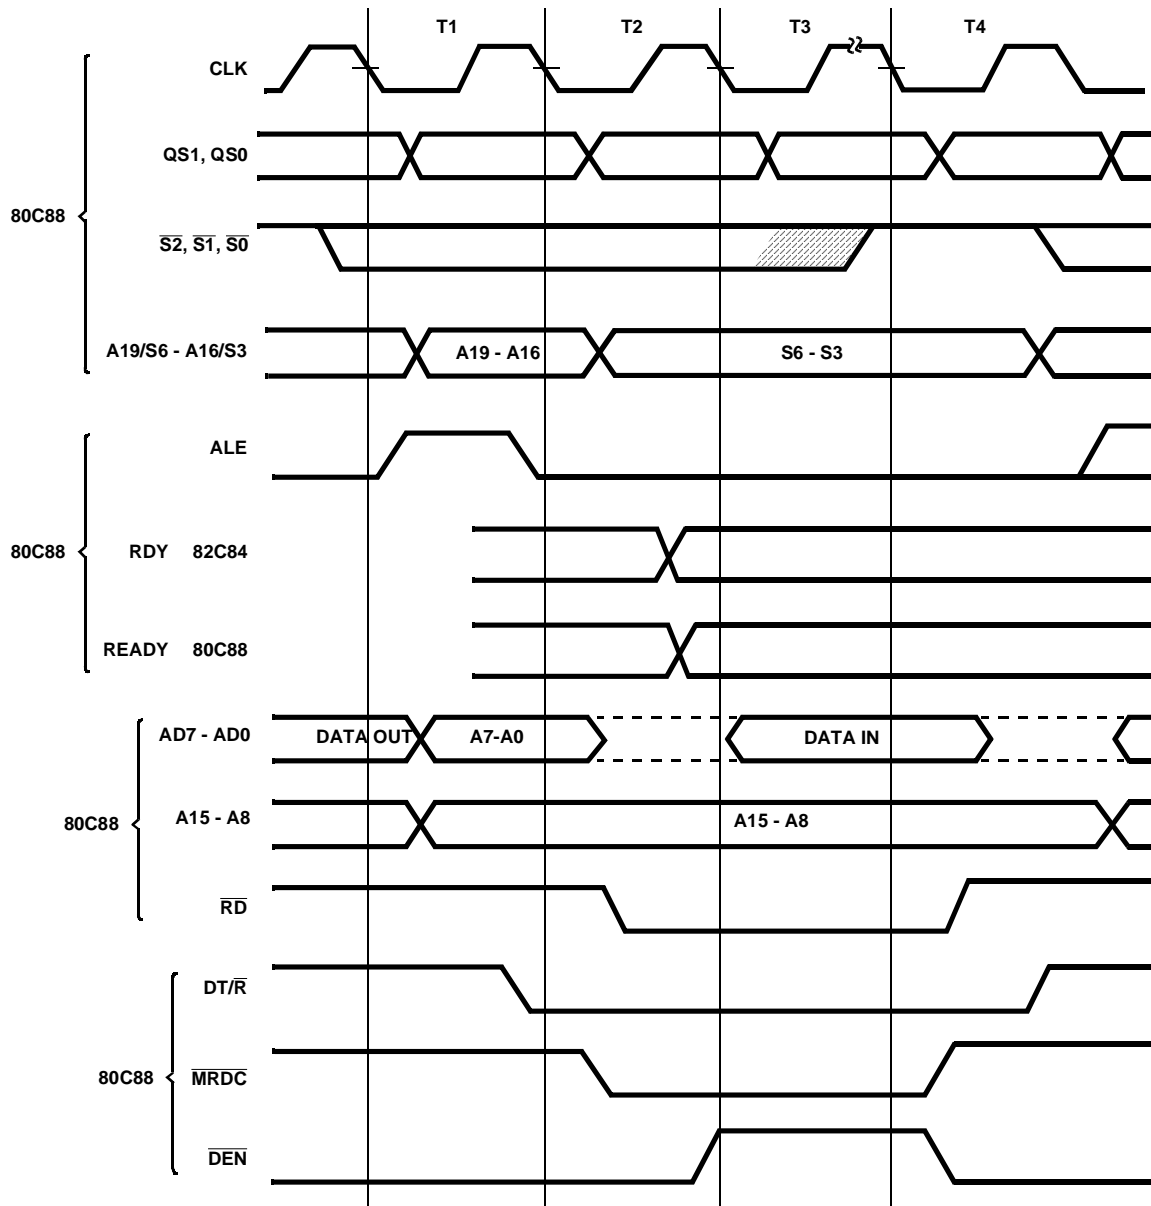 T1 T2 T3 T4
CLK
QS1, QS0
80C88
S2, S1, S0
A19/S6 - A16/S3
A19 - A16
S6 - S3
ALE
80C88
RDY 82C84
READY 80C88
AD7 - AD0
DATA OUT
A7-A0
DATA IN
80C88
A15 - A8
A15 - A8
RD
DT/R
80C88
MRDC
DEN